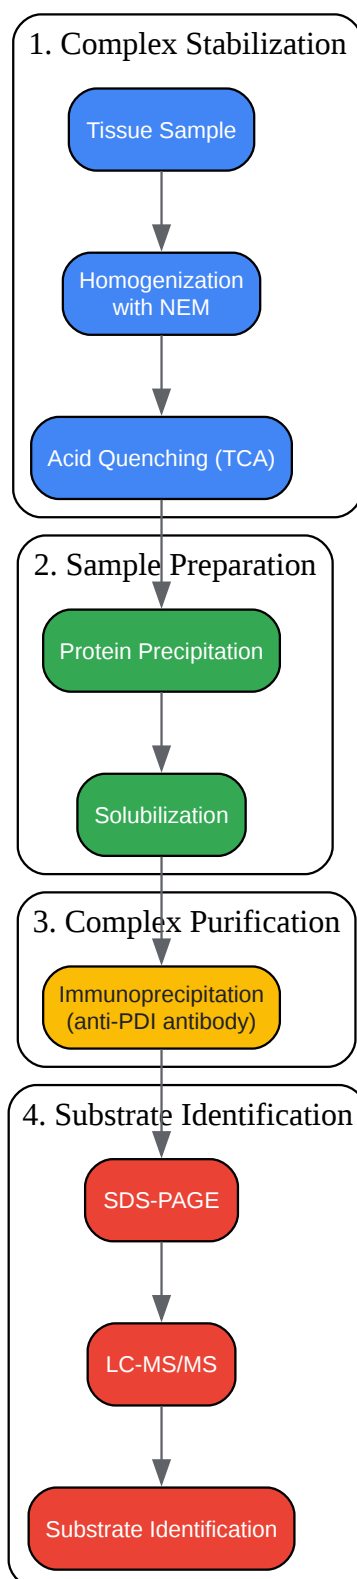 1. Complex Stabilization
Tissue Sample
Homogenization
with NEM
Acid Quenching (TCA)
2. Sample Preparation
Protein Precipitation
Solubilization
3. Complex Purification
Immunoprecipitation
(anti-PDI antibody)
4. Substrate Identification
SDS-PAGE
LC-MS/MS
Substrate Identification